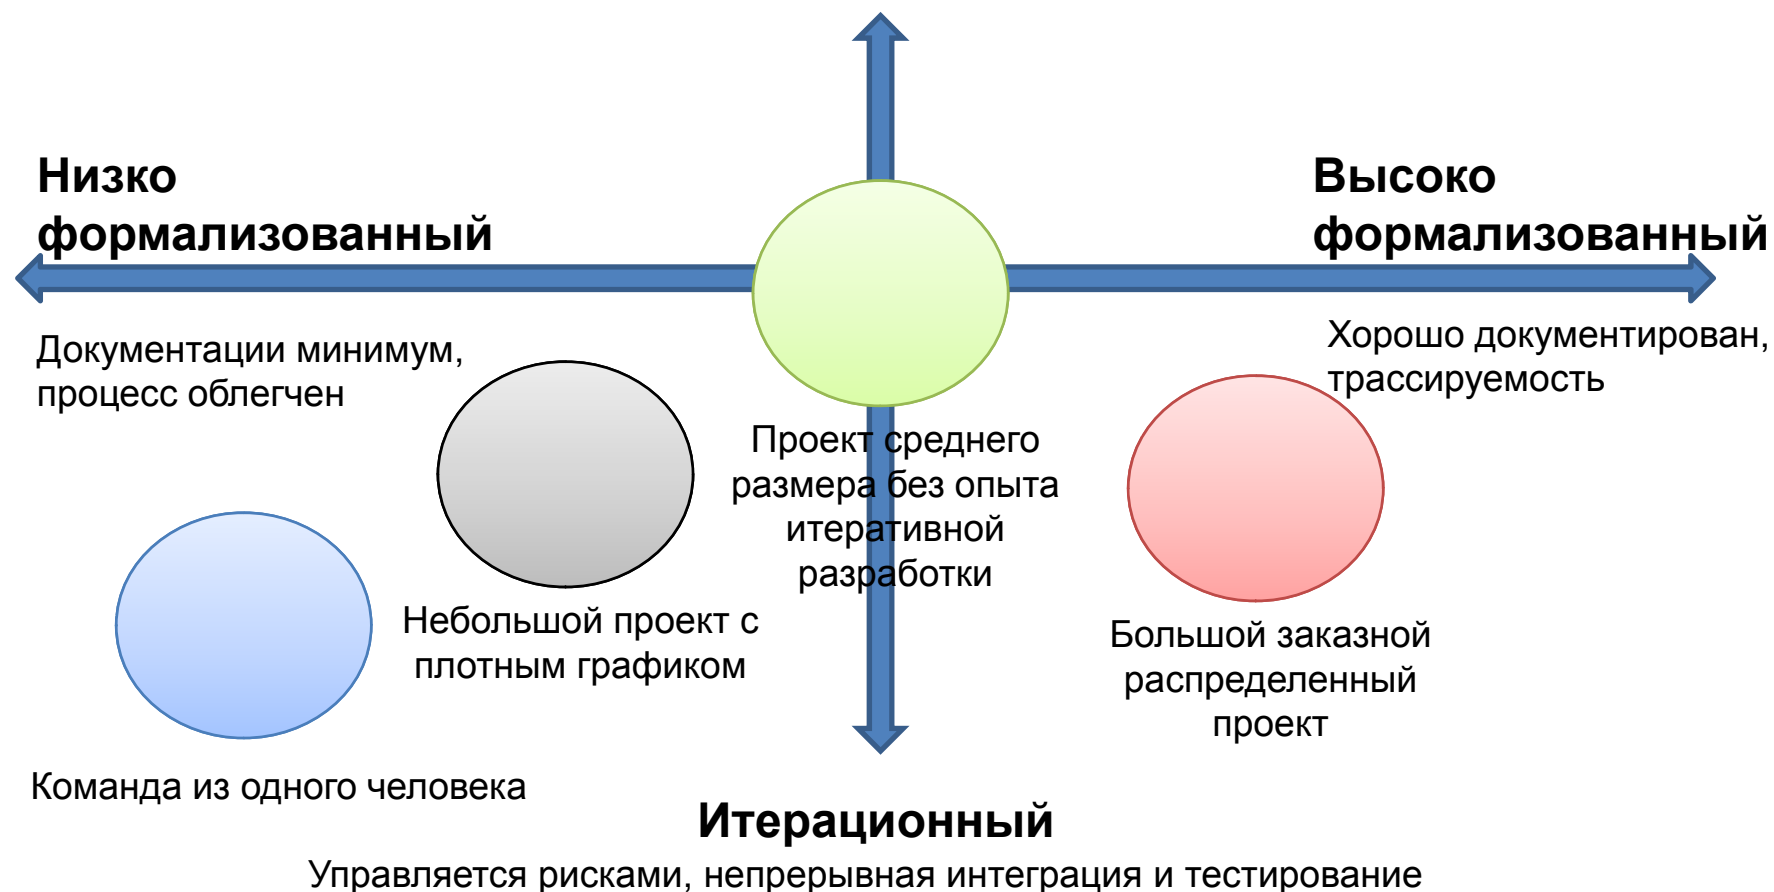 Низко
формализованный
Высоко
формализованный
Документации минимум,
процесс облегчен
Хорошо документирован,
трассируемость
Проект среднего
размера без опыта
итеративной
разработки
Небольшой проект с
плотным графиком
Большой заказной
распределенный
проект
Команда из одного человека
Итерационный
Управляется рисками, непрерывная интеграция и тестирование